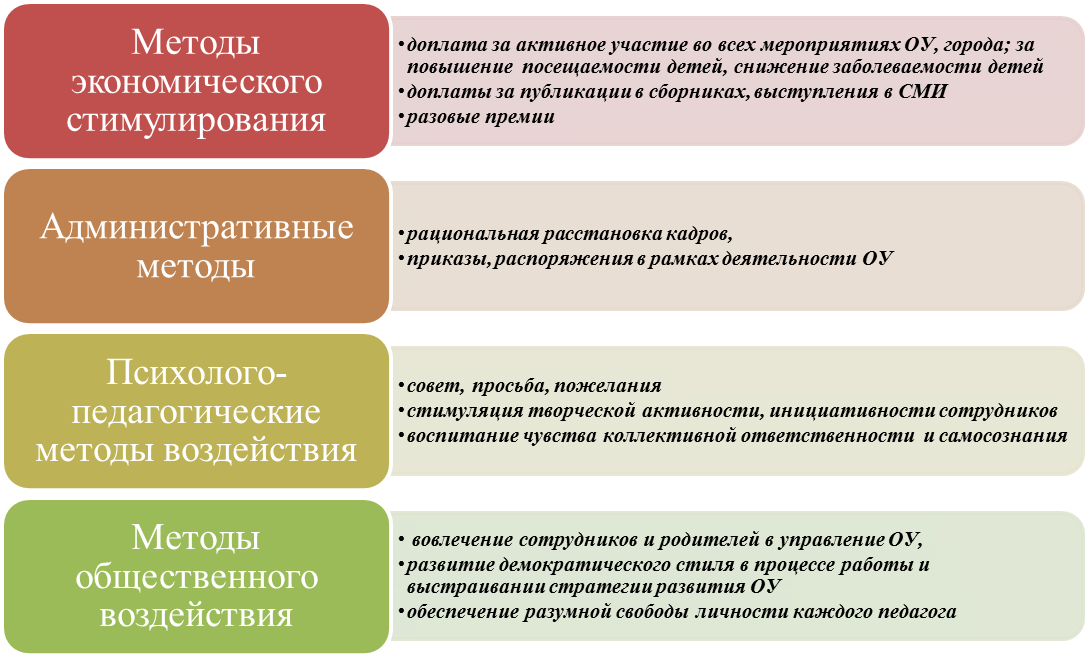 Методы
экономического
стимулирования
•доплата за активное участие во всех мероприятиях ОУ, города; за
повышение посещаемости детей, снижение заболеваемости детей
•доплаты за публикации в сборниках, выступления в СМИ
•разовые премии
Административные
методы
•рациональная расстановка кадров,
•приказы, распоряжения в рамках деятельности ОУ
Психолого-
педагогические
методы воздействия
•совет, просьба, пожелания
•стимуляция творческой активности, инициативности сотрудников
•воспитание чувства коллективной ответственности и самосознания
Методы
общественного
воздействия
• вовлечение сотрудников и родителей в управление ОУ,
•развитие демократического стиля в процессе работы и
выстраивании стратегии развития ОУ
•обеспечение разумной свободы личности каждого педагога